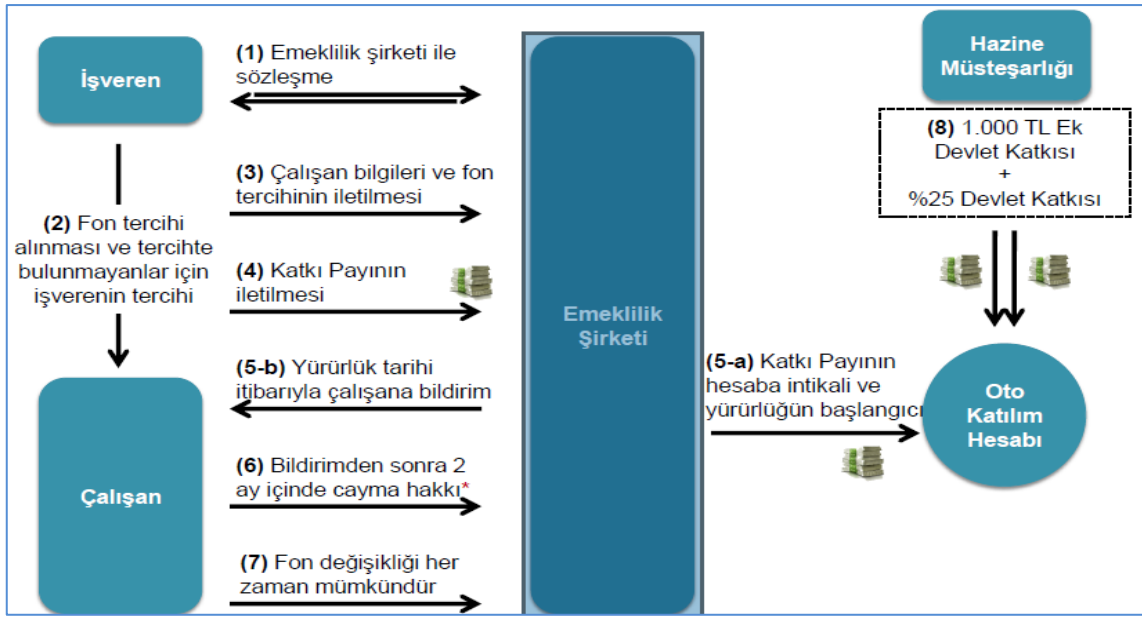 İşveren
(1) Emeklilik şirketi ile
sözleşme
Hazine
Müsteşarlığı
(8) 1.000 TL Ek
Devlet Katkısı
+
%25 Devlet Katkısı
(2) Fon tercihi
alınması ve tercihte
bulunmayanlar için
işverenin tercihi
(3) Çalışan bilgileri ve fon
tercihinin iletilmesi
(4) Katkı Payının
iletilmesi
Emeklilik
Şirketi
(5-b) Yürürlük tarihi
itibarıyla çalışana bildirim
(5-a) Katkı Payının
hesaba intikali ve
yürürlüğün başlangıcı
Oto
Katılım
Hesabı
Çalışan
(6) Bildirimden sonra 2
ay içinde cayma hakkı*
(7) Fon değişikliği her
zaman mümkündür